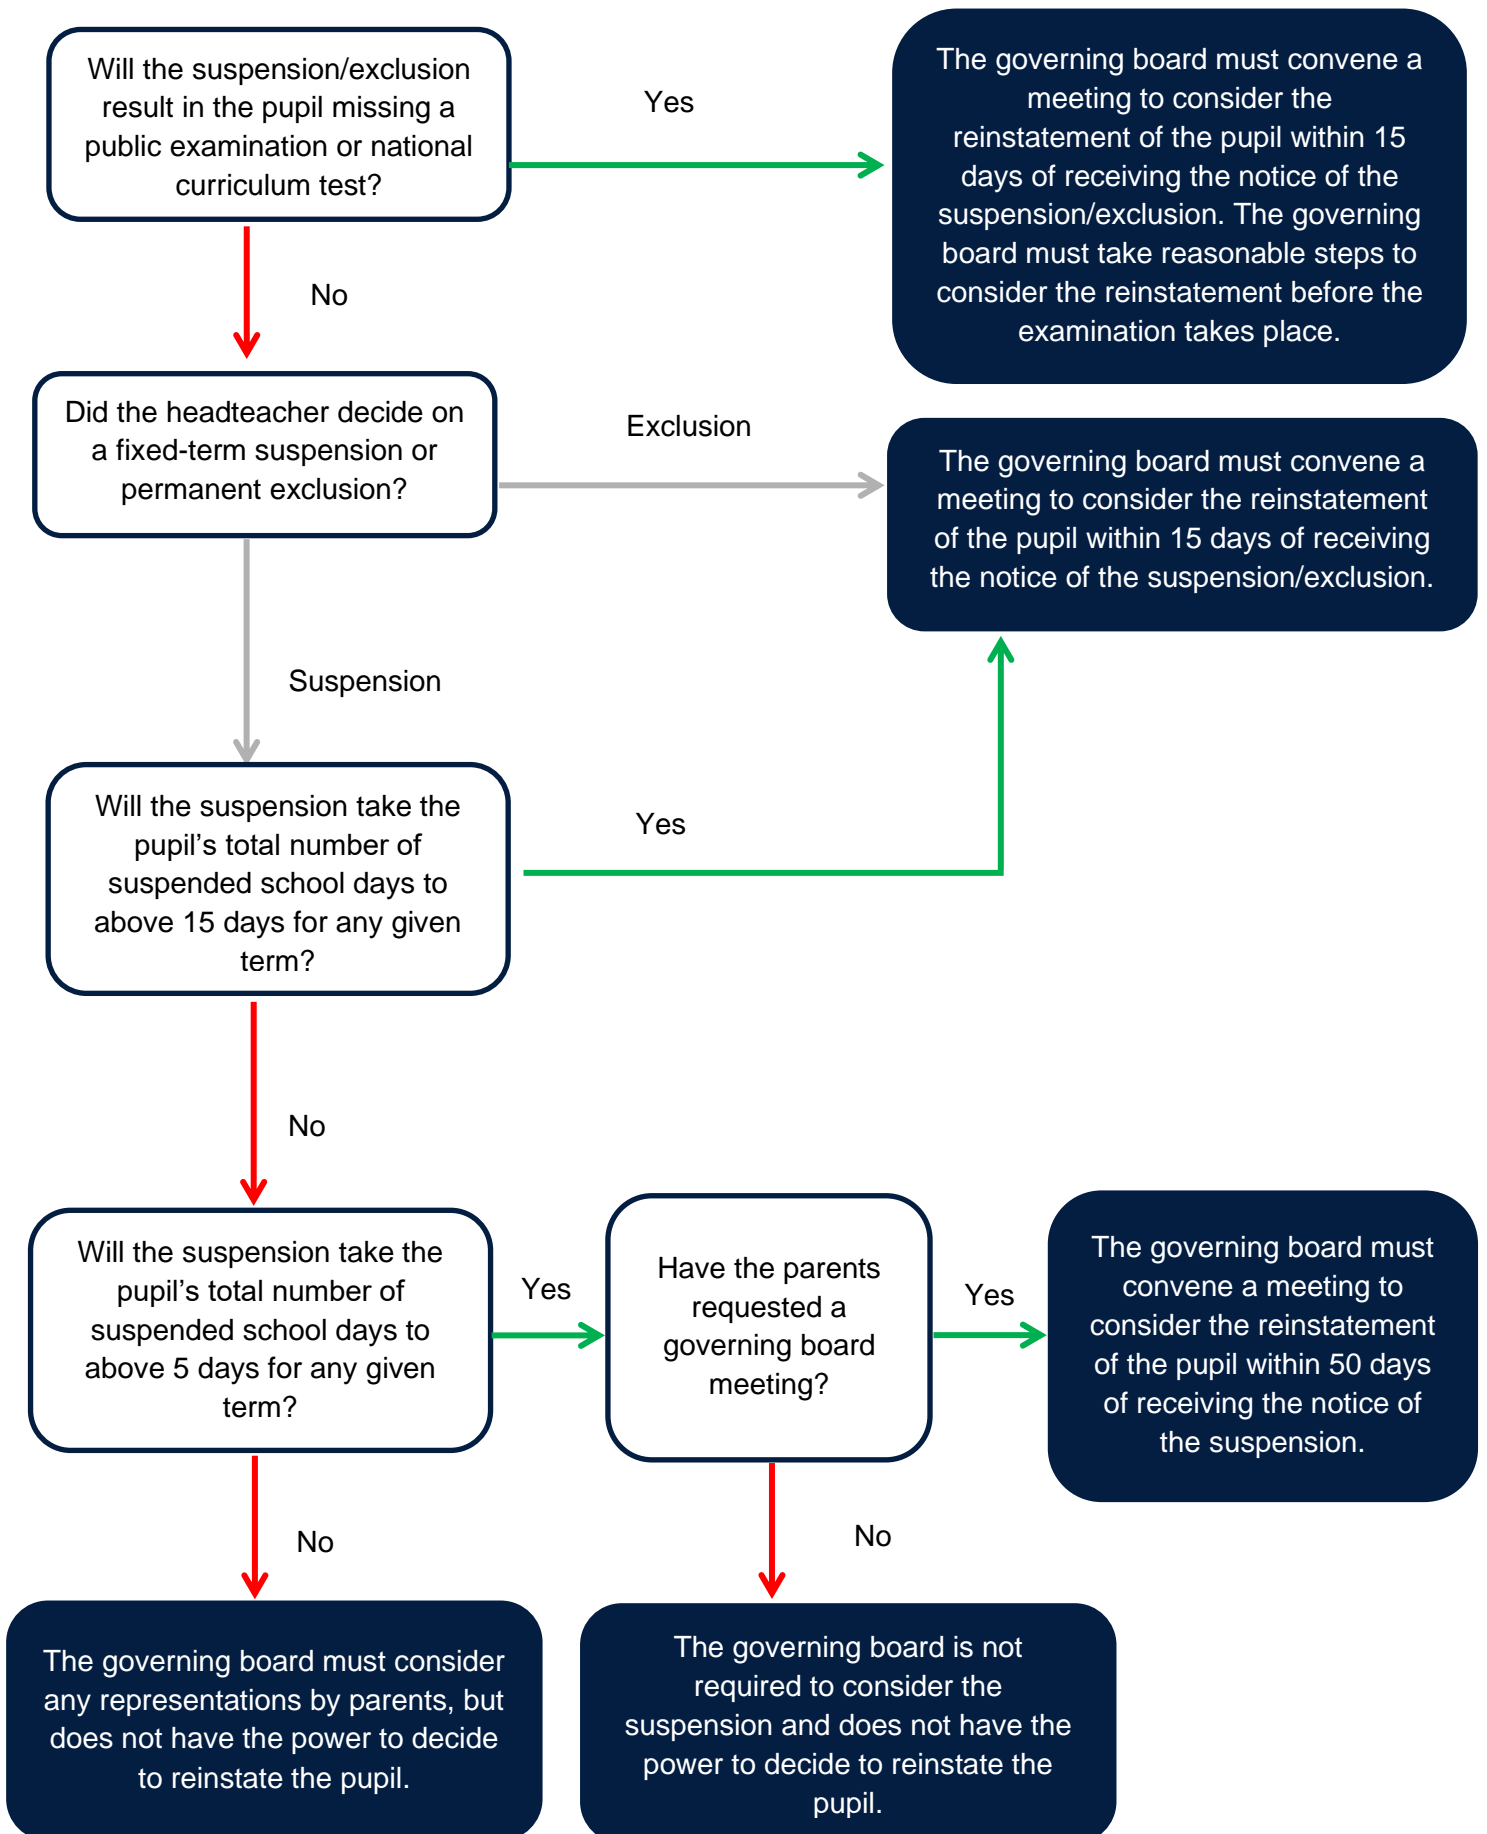 Will the suspension/exclusion
result in the pupil missing a
public examination or national
curriculum test?
Yes
The governing board must convene a
meeting to consider the
reinstatement of the pupil within 15
days of receiving the notice of the
suspension/exclusion. The governing
board must take reasonable steps to
consider the reinstatement before the
examination takes place.
No
Did the headteacher decide on
a fixed-term suspension or
permanent exclusion?
Exclusion
The governing board must convene a
meeting to consider the reinstatement
of the pupil within 15 days of receiving
the notice of the suspension/exclusion.
Suspension
Will the suspension take the
pupil’s total number of
suspended school days to
above 15 days for any given
term?
Yes
No
Will the suspension take the
pupil’s total number of
suspended school days to
above 5 days for any given
term?
Yes
Have the parents
requested a
governing board
meeting?
Yes
The governing board must
convene a meeting to
consider the reinstatement
of the pupil within 50 days
of receiving the notice of
the suspension.
No
No
The governing board must consider
any representations by parents, but
does not have the power to decide
to reinstate the pupil.
The governing board is not
required to consider the
suspension and does not have the
power to decide to reinstate the
pupil.